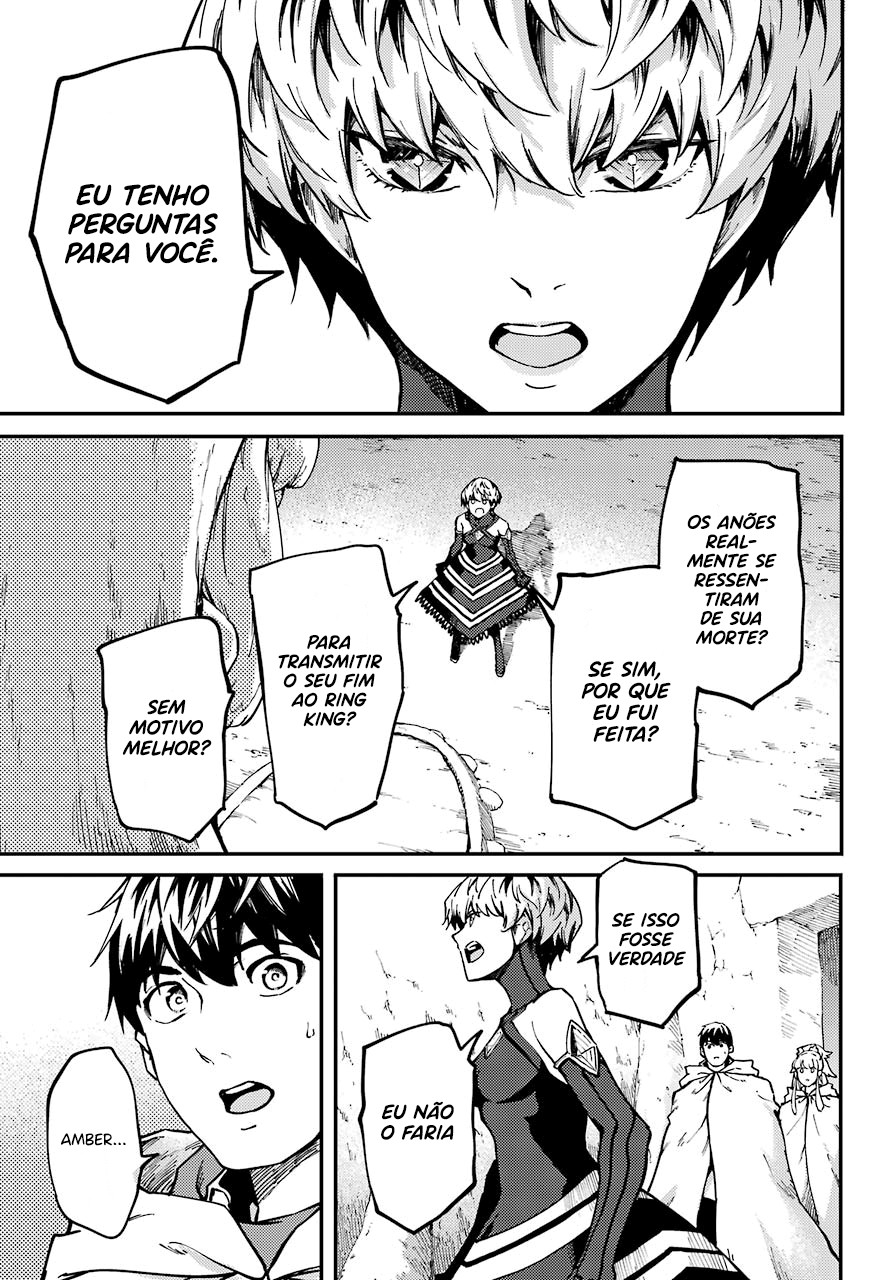 EU TENHO
PERGUNTAS
PARA VOCÊ.
OS ANÕES
REAL-
MENTE SE
RESSEN-
TIRAM
DE SUA
MORTE?
SE SIM,
POR QUE
EU FUI
FEITA?
PARA
TRANSMITIR
O SEU FIM
AO RING
KING?
SEM
MOTIVO
MELHOR?
SE ISSO
FOSSE
VERDADE
EU NÃO
O FARIA
AMBER...